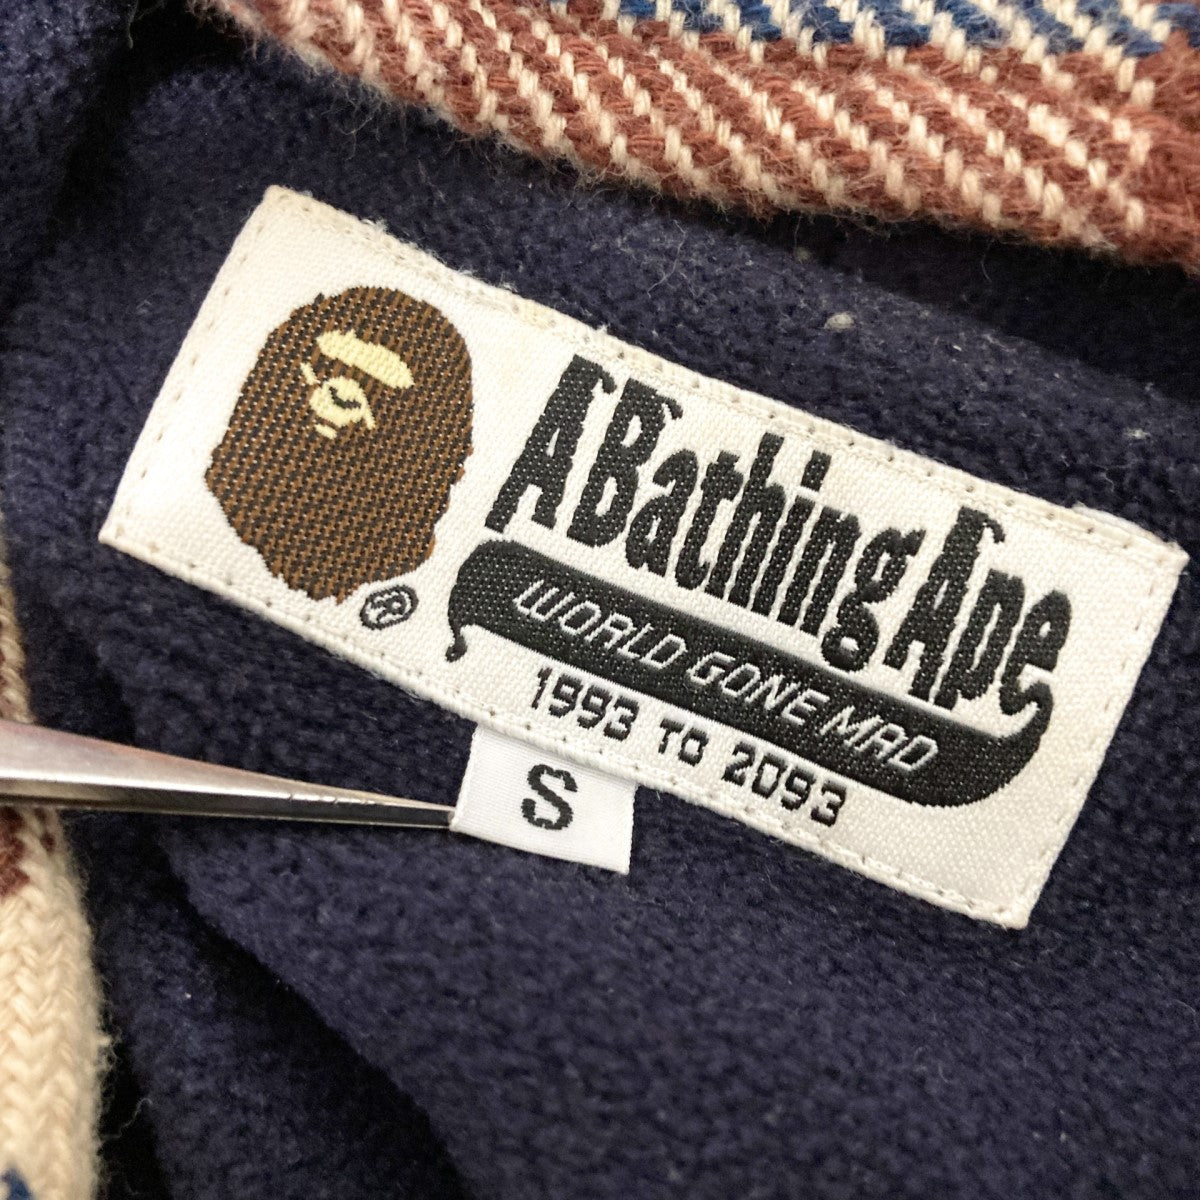 A Bathing Ape
WORLD GONE MAD
®
1993 TO 2093
S